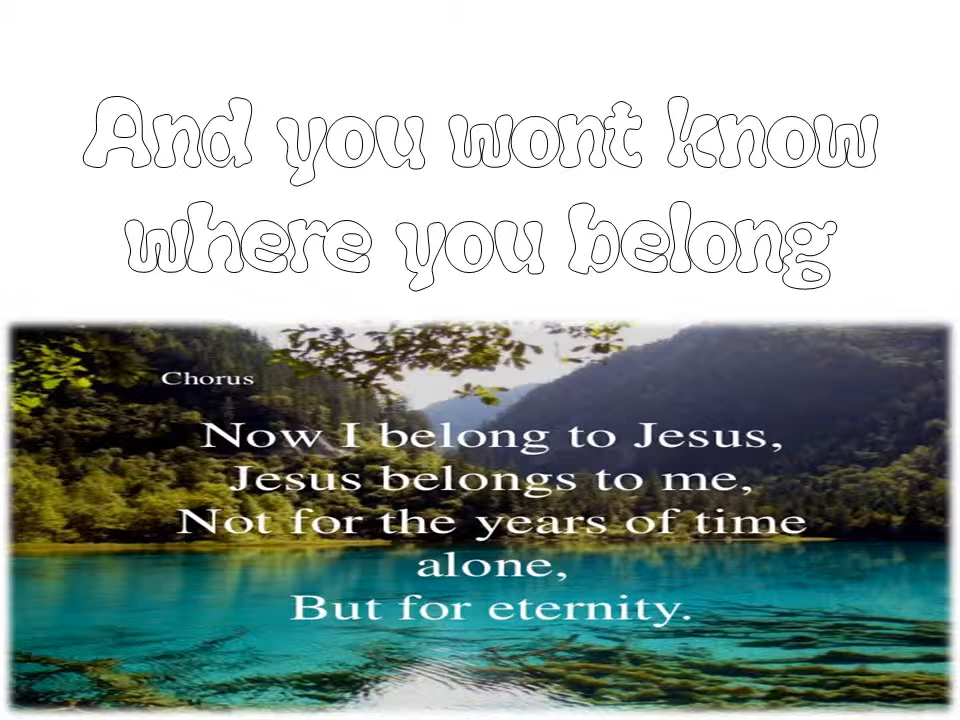 And you wont know
where you belong
Chorus
Now I belong to Jesus,
Jesus belongs to me,
Not for the years of time
alone,
But for eternity.